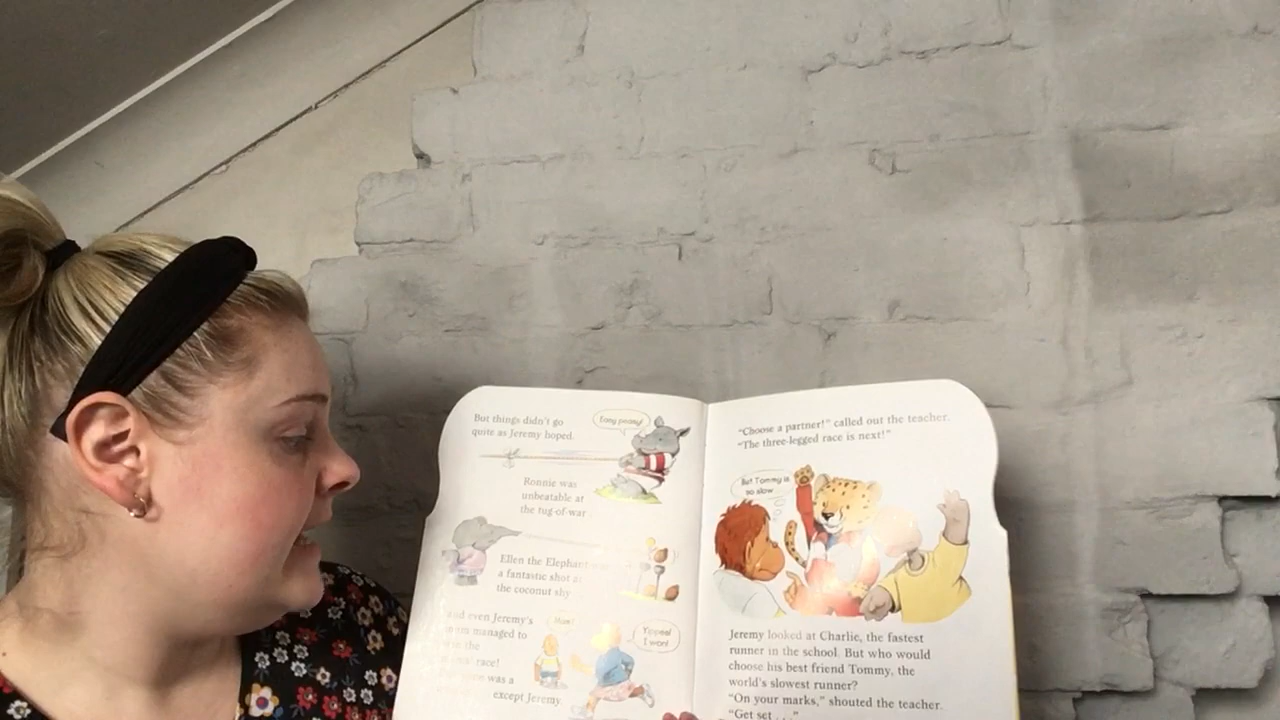 But things didn't go
quite as Jeremy hoped.
Easy peasy!
Ronnie was
unbeatable at
the tug-of-war
Ellen the Elephant
a fantastic shot at
the coconut shy
and even Jeremy's
managed to
the
race!
was a
except Jeremy.
Mum!
Yippee!
I won!
"Choose a partner!" called out the teacher.
"The three-legged race is next!"
But Tommy is
so slow
Jeremy looked at Charlie, the fastest
runner in the school. But who would
choose his best friend Tommy, the
world's slowest runner?
"On your marks," shouted the teacher.
"Get set . . ."